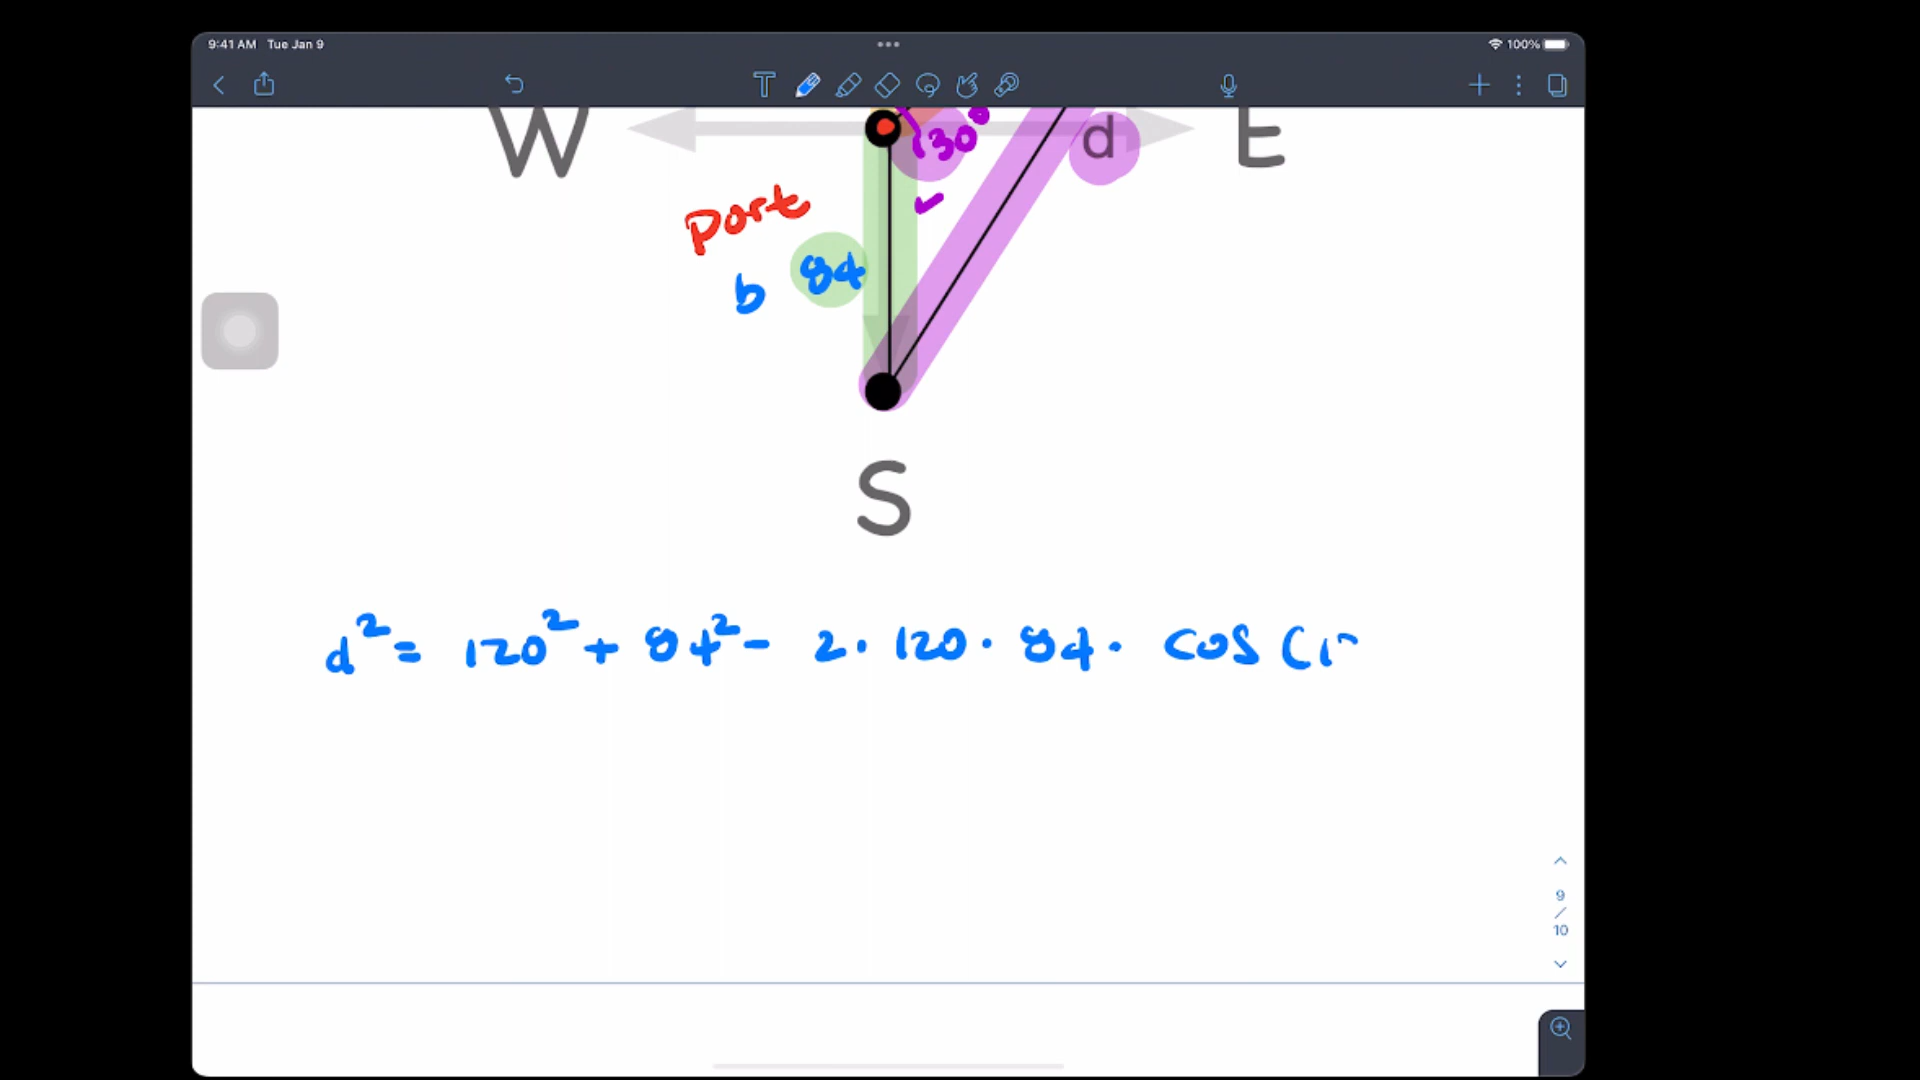 9:41 AM Tue Jan 9
100%
W
130°
d
E
port
b 84
S
d² = 120² + 84² - 2 · 120 · 84 · cos (1
9
/
10